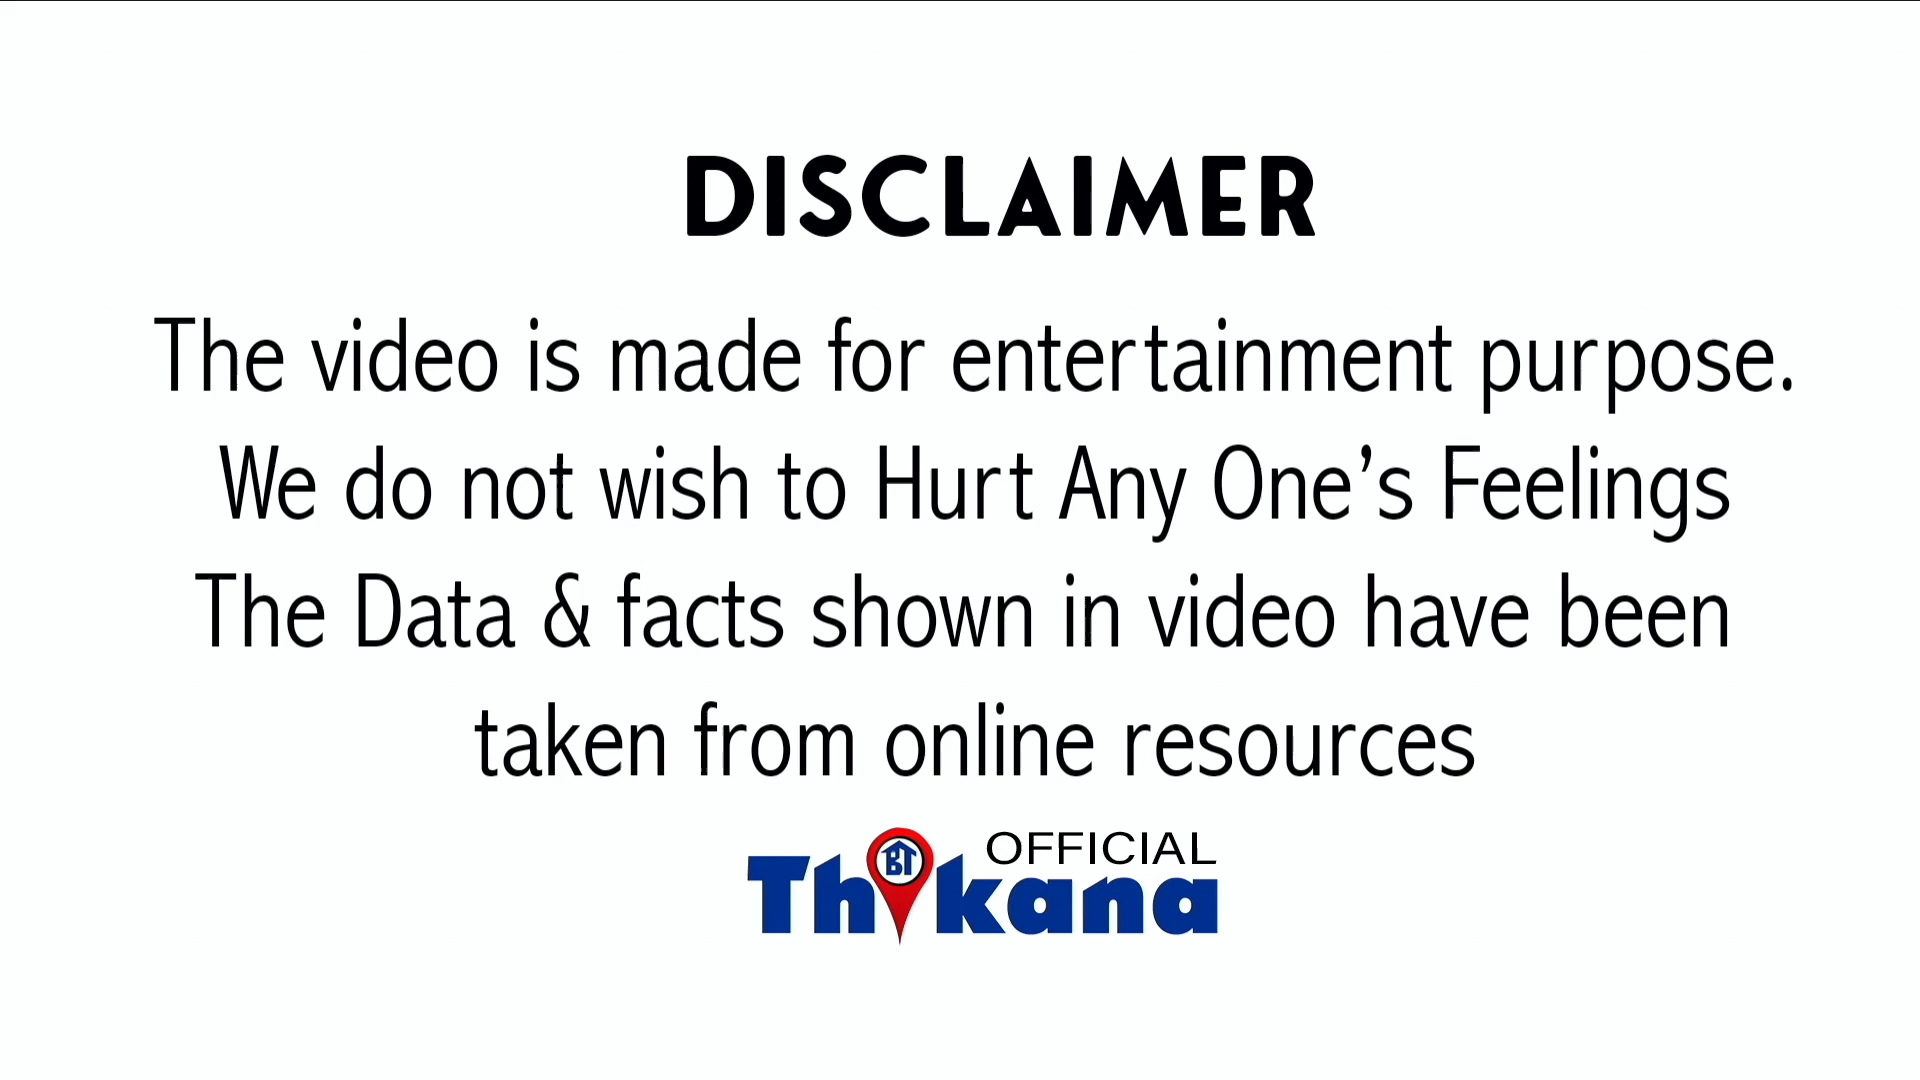 DISCLAIMER
The video is made for entertainment purpose.
We do not wish to Hurt Any One’s Feelings
The Data & facts shown in video have been
taken from online resources
OFFICIAL
BT
Thikana